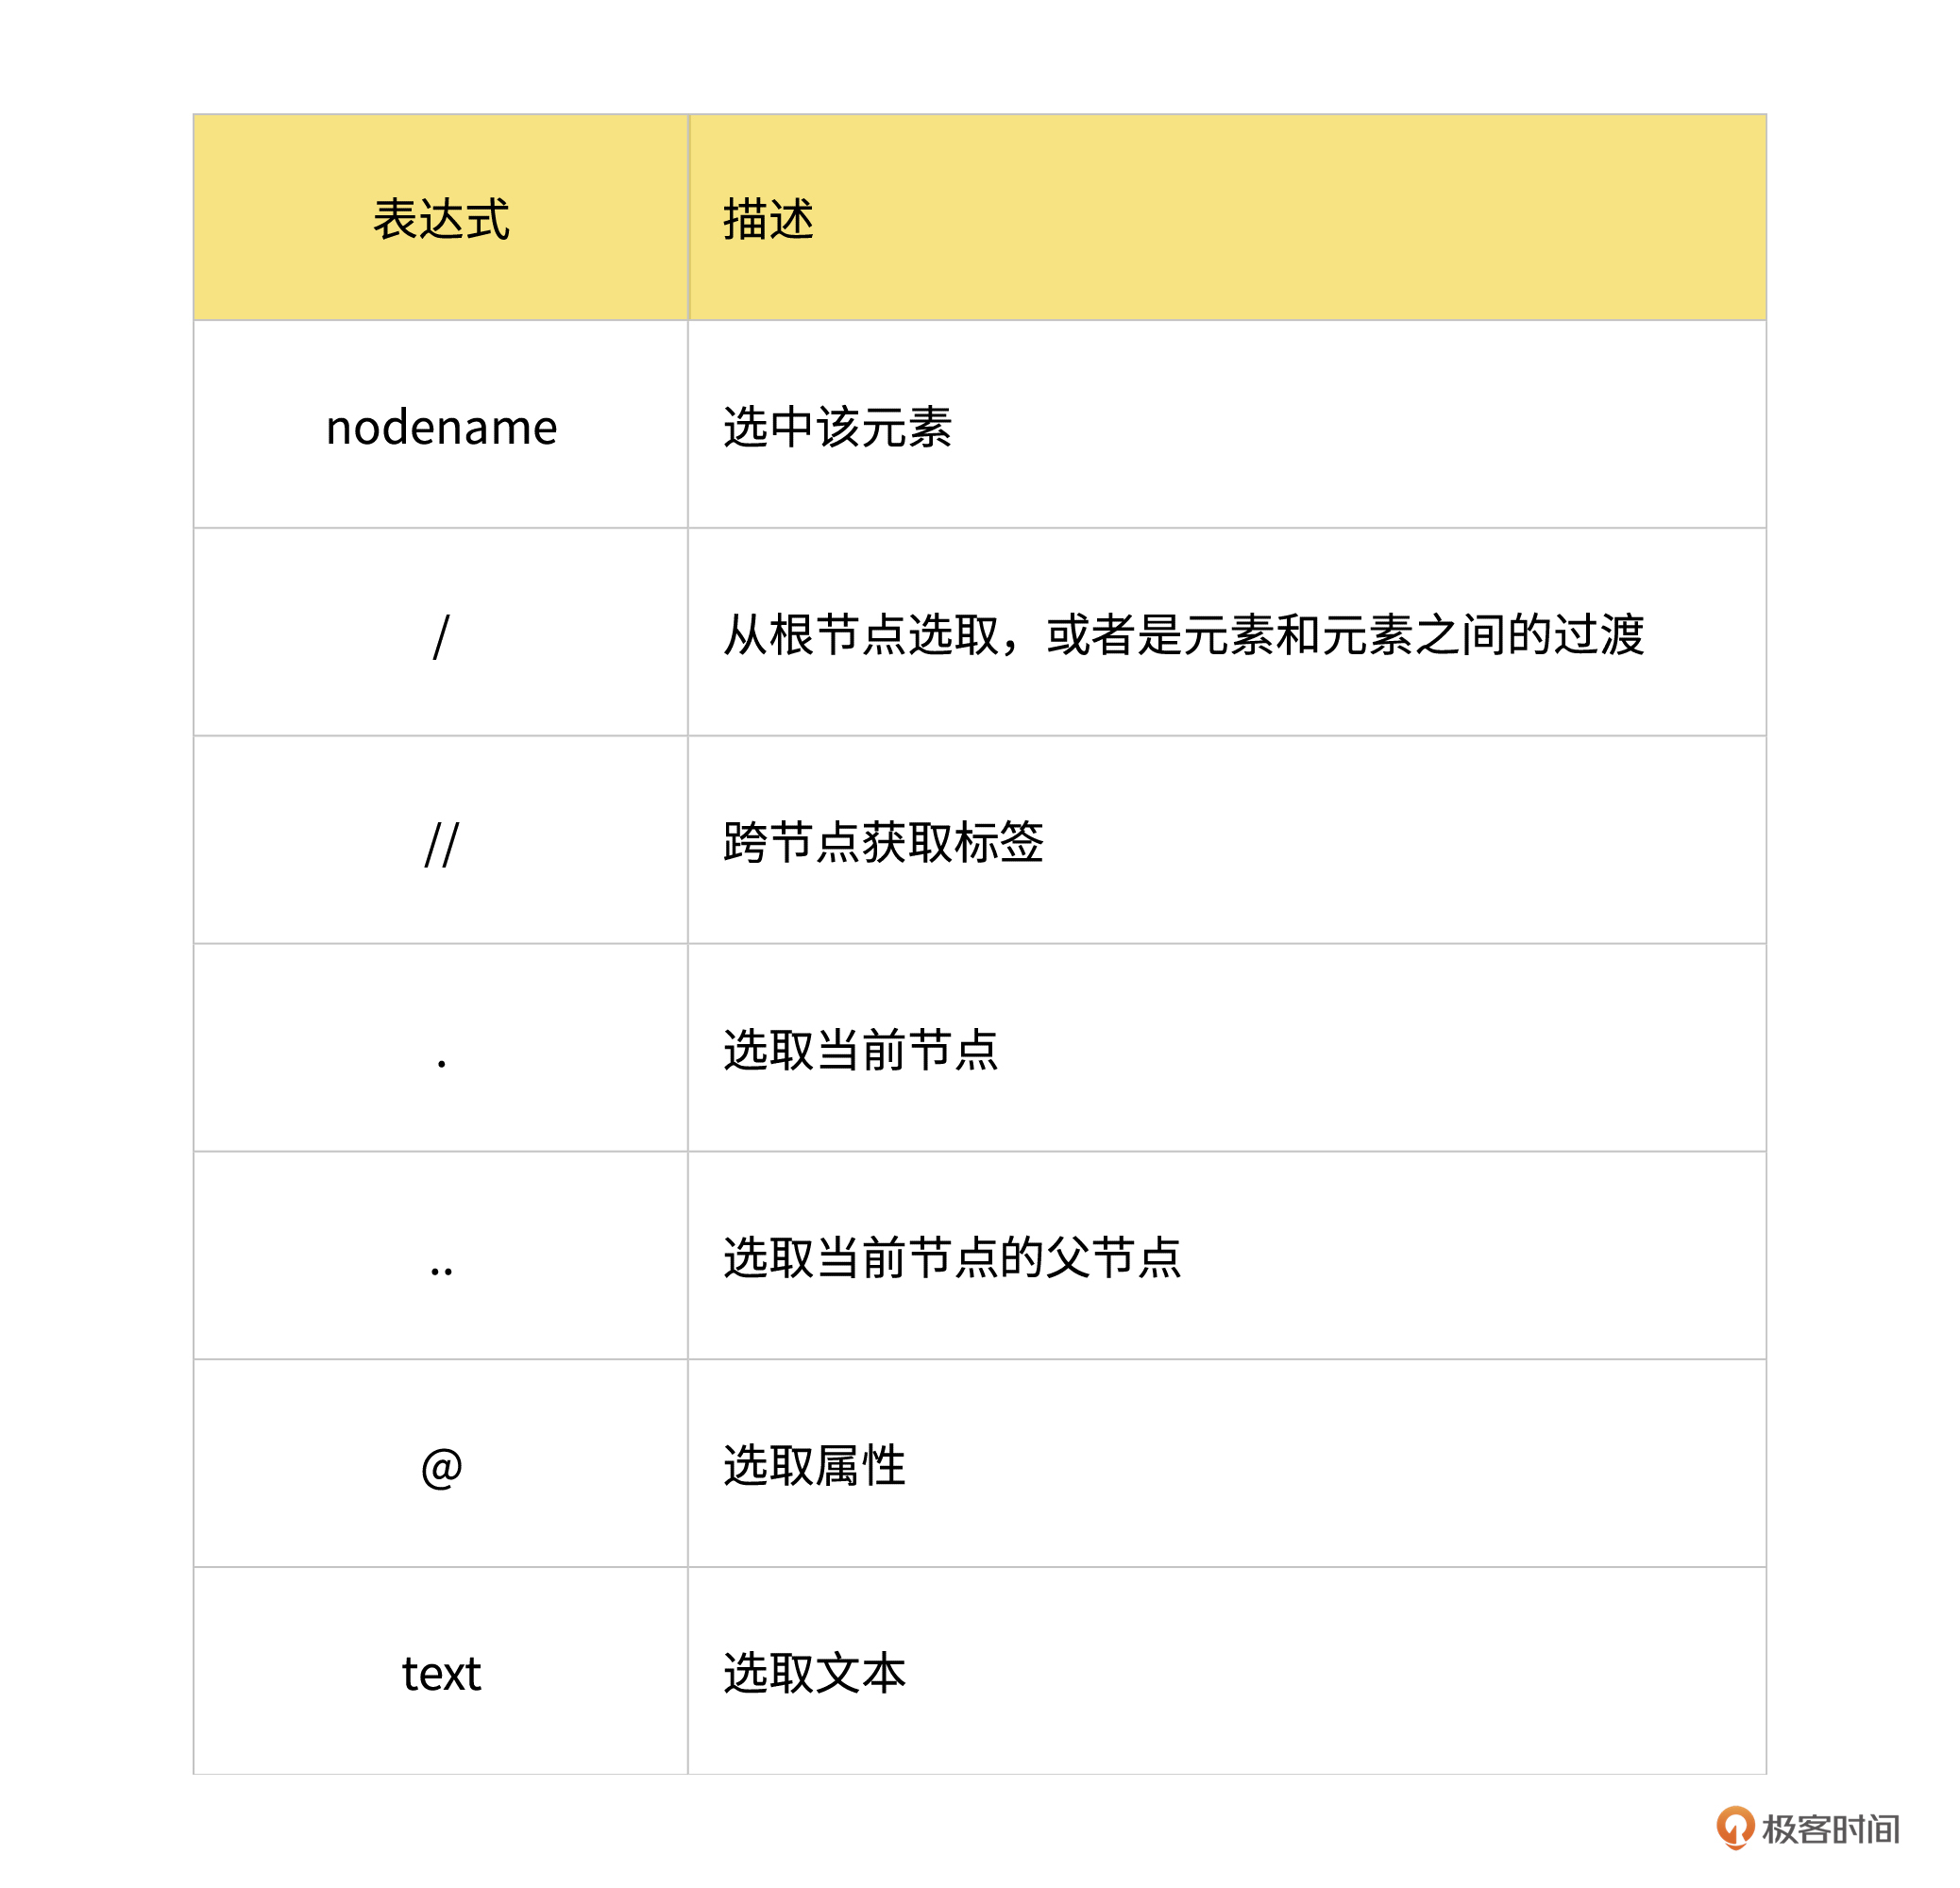 表达式 描述
nodename 选中该元素
/ 从根节点选取，或者是元素和元素之间的过渡
// 跨节点获取标签
. 选取当前节点
.. 选取当前节点的父节点
@ 选取属性
text 选取文本
极客时间